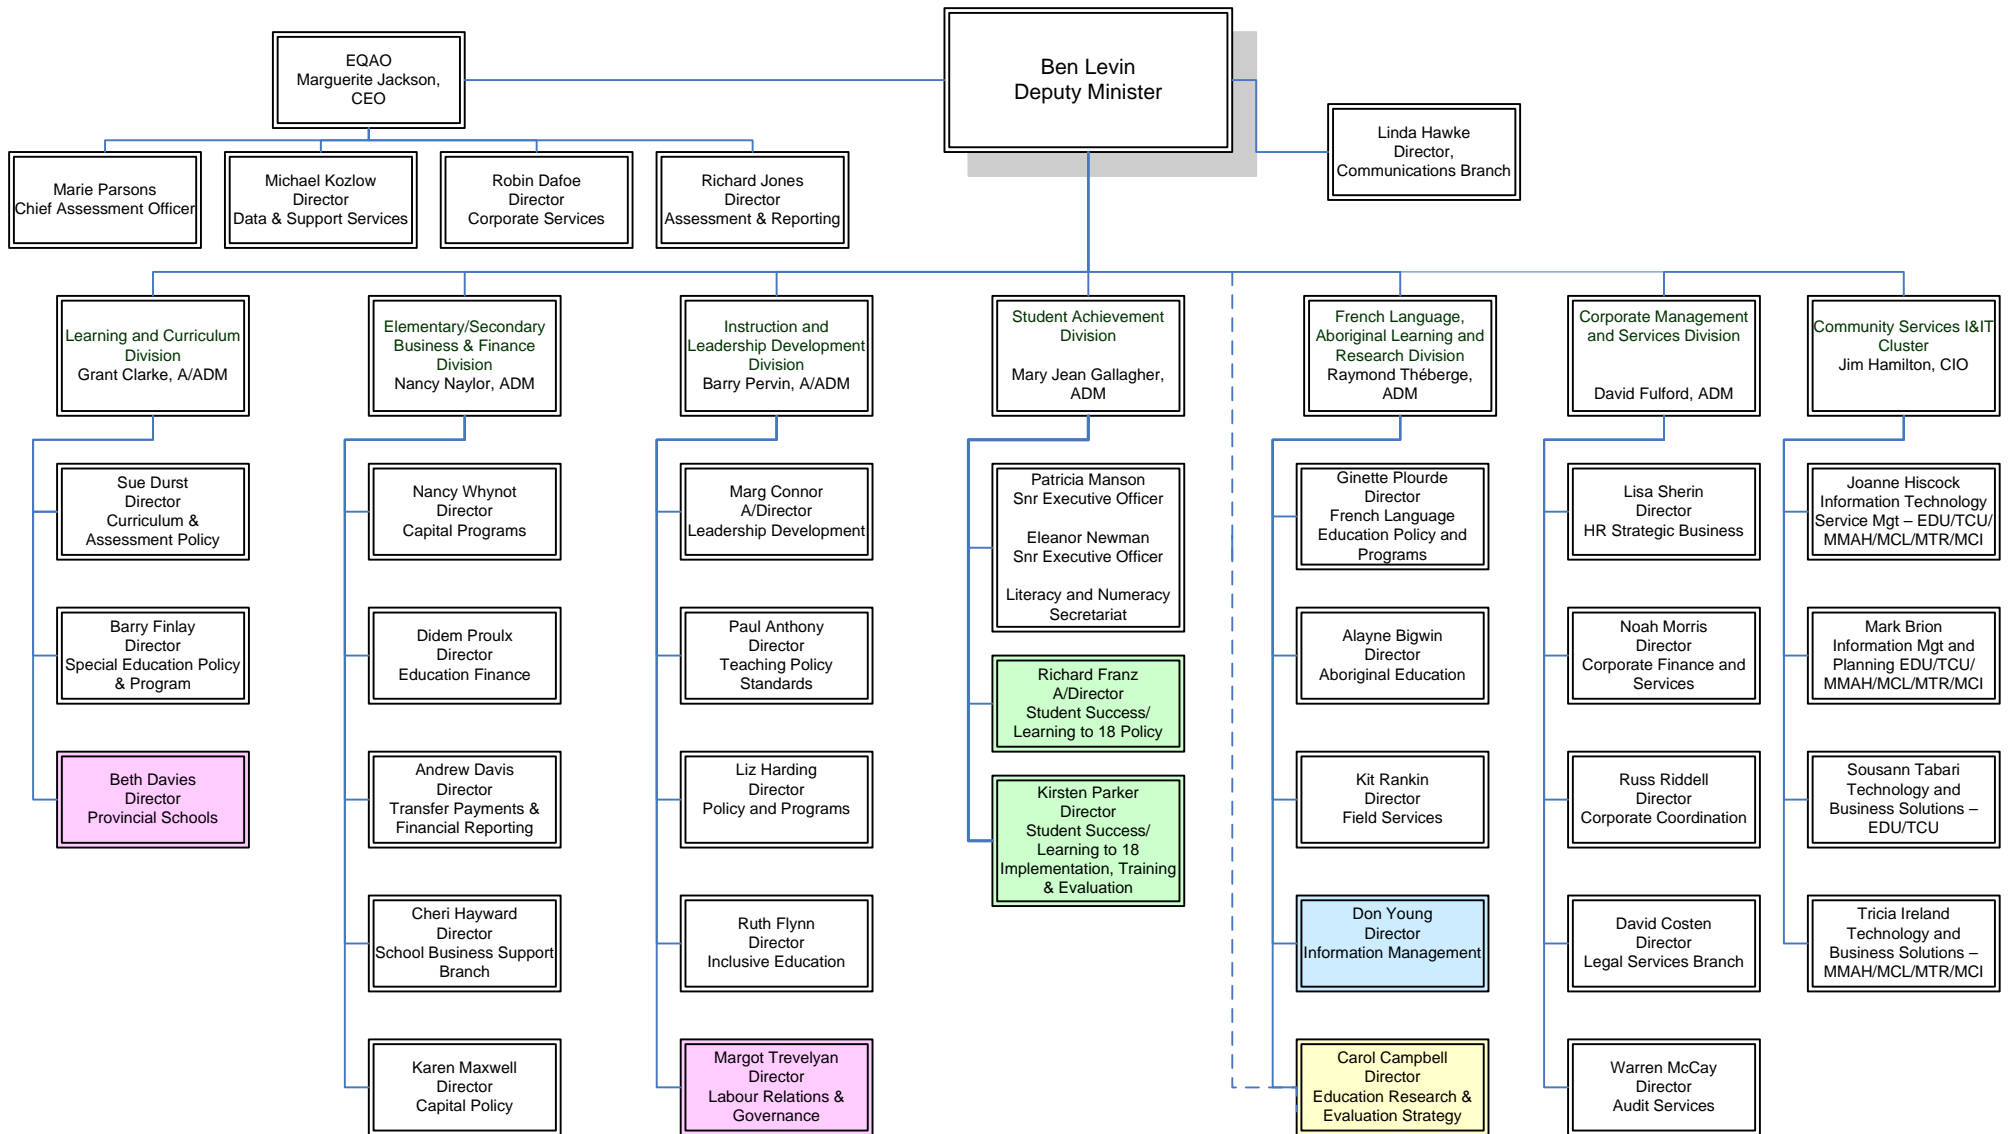 EQAO
Marguerite Jackson,
CEO
Ben Levin
Deputy Minister
Linda Hawke
Director,
Communications Branch
Marie Parsons
Chief Assessment Officer
Michael Kozlow
Director
Data & Support Services
Robin Dafoe
Director
Corporate Services
Richard Jones
Director
Assessment & Reporting
Learning and Curriculum
Division
Grant Clarke, A/ADM
Elementary/Secondary
Business & Finance
Division
Nancy Naylor, ADM
Instruction and
Leadership Development
Division
Barry Pervin, A/ADM
Student Achievement
Division
Mary Jean Gallagher,
ADM
French Language,
Aboriginal Learning and
Research Division
Raymond Théberge,
ADM
Corporate Management
and Services Division
David Fulford, ADM
Community Services I&IT
Cluster
Jim Hamilton, CIO
Sue Durst
Director
Curriculum &
Assessment Policy
Nancy Whynot
Director
Capital Programs
Marg Connor
A/Director
Leadership Development
Patricia Manson
Snr Executive Officer
Eleanor Newman
Snr Executive Officer
Literacy and Numeracy
Secretariat
Ginette Plourde
Director
French Language
Education Policy and
Programs
Lisa Sherin
Director
HR Strategic Business
Joanne Hiscock
Information Technology
Service Mgt – EDU/TCU/
MMAH/MCL/MTR/MCI
Barry Finlay
Director
Special Education Policy
& Program
Didem Proulx
Director
Education Finance
Paul Anthony
Director
Teaching Policy
Standards
Richard Franz
A/Director
Student Success/
Learning to 18 Policy
Alayne Bigwin
Director
Aboriginal Education
Noah Morris
Director
Corporate Finance and
Services
Mark Brion
Information Mgt and
Planning EDU/TCU/
MMAH/MCL/MTR/MCI
Beth Davies
Director
Provincial Schools
Andrew Davis
Director
Transfer Payments &
Financial Reporting
Liz Harding
Director
Policy and Programs
Kirsten Parker
Director
Student Success/
Learning to 18
Implementation, Training
& Evaluation
Kit Rankin
Director
Field Services
Russ Riddell
Director
Corporate Coordination
Sousann Tabari
Technology and
Business Solutions –
EDU/TCU
Cheri Hayward
Director
School Business Support
Branch
Ruth Flynn
Director
Inclusive Education
Don Young
Director
Information Management
David Costen
Director
Legal Services Branch
Tricia Ireland
Technology and
Business Solutions –
MMAH/MCL/MTR/MCI
Karen Maxwell
Director
Capital Policy
Margot Trevelyan
Director
Labour Relations &
Governance
Carol Campbell
Director
Education Research &
Evaluation Strategy
Warren McCay
Director
Audit Services